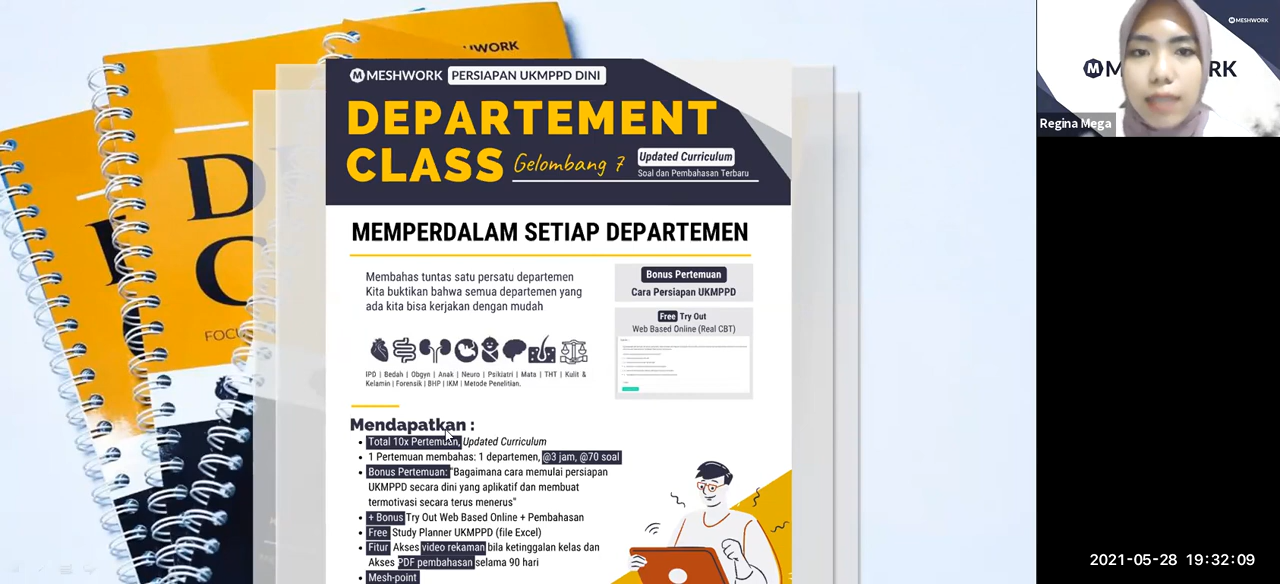 MESHWORK PERSIAPAN UKMPPD DINI
DEPARTEMENT
CLASS Gelombang 7
Updated Curriculum
Soal dan Pembahasan Terbaru
MEMPERDALAM SETIAP DEPARTEMEN
Membahas tuntas satu persatu departemen
Kita buktikan bahwa semua departemen yang
ada kita bisa kerjakan dengan mudah
IPD | Bedah | Obgyn | Anak | Neuro | Psikiatri | Mata | THT | Kulit &
Kelamin | Forensik | BHP | IKM | Metode Penelitian.
Bonus Pertemuan
Cara Persiapan UKMPPD
Free Try Out
Web Based Online (Real CBT)
Mendapatkan :
• Total 10x Pertemuan, Updated Curriculum
• 1 Pertemuan membahas: 1 departemen, @3 jam, @70 soal
• Bonus Pertemuan: "Bagaimana cara memulai persiapan
UKMPPD secara dini yang aplikatif dan membuat
termotivasi secara terus menerus"
• + Bonus Try Out Web Based Online + Pembahasan
• Free Study Planner UKMPPD (file Excel)
• Fitur Akses video rekaman bila ketinggalan kelas dan
Akses PDF pembahasan selama 90 hari
• Mesh-point
MESHWORK
Regina Mega
2021-05-28 19:32:09